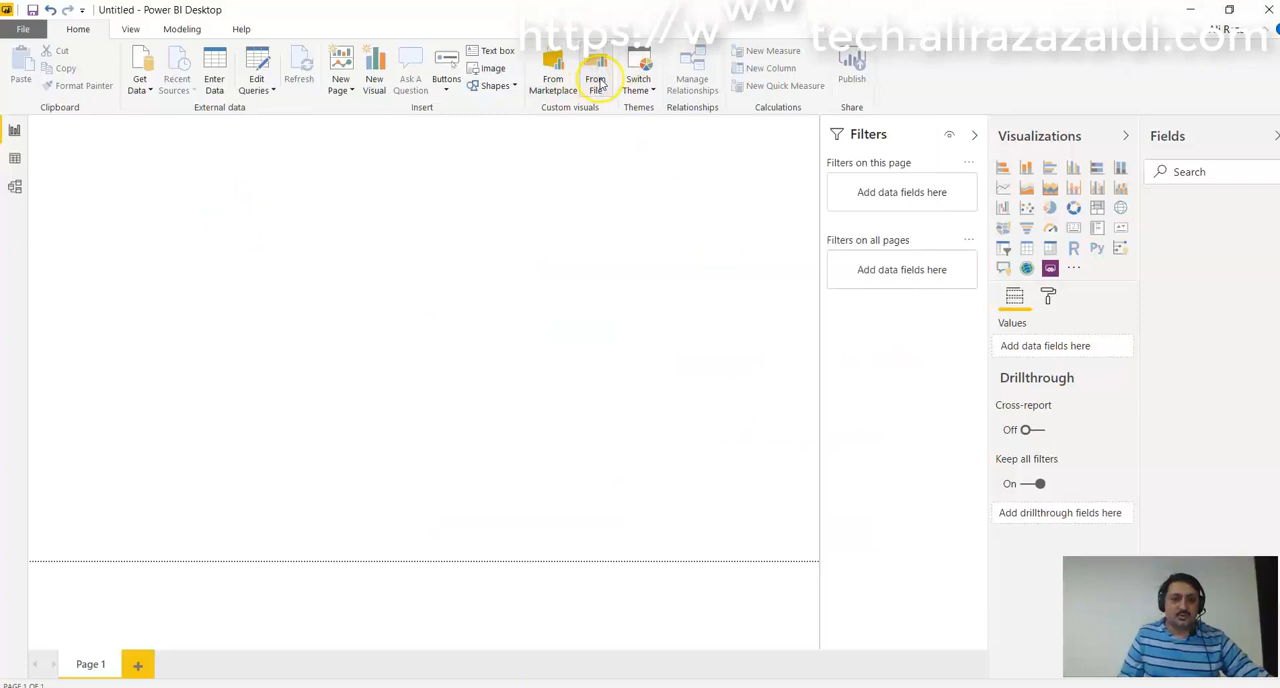 Untitled - Power BI Desktop
https://www
tech.alirazazaidi.com
File
Home
View
Modeling
Help
Paste
Cut
Copy
Format Painter
Clipboard
Get Data
Recent Sources
Enter Data
Edit Queries
Refresh
External data
New Page
New Visual
Ask A Question
Buttons
Text box
Image
Shapes
Insert
From Marketplace
From File
Custom visuals
Switch Theme
Themes
Manage Relationships
Relationships
New Measure
New Column
New Quick Measure
Calculations
Publish
Share
Filters
Filters on this page
Add data fields here
Filters on all pages
Add data fields here
Visualizations
R
Py
Values
Add data fields here
Drillthrough
Cross-report
Off
Keep all filters
On
Add drillthrough fields here
Fields
Search
Page 1
PAGE 1 OF 1